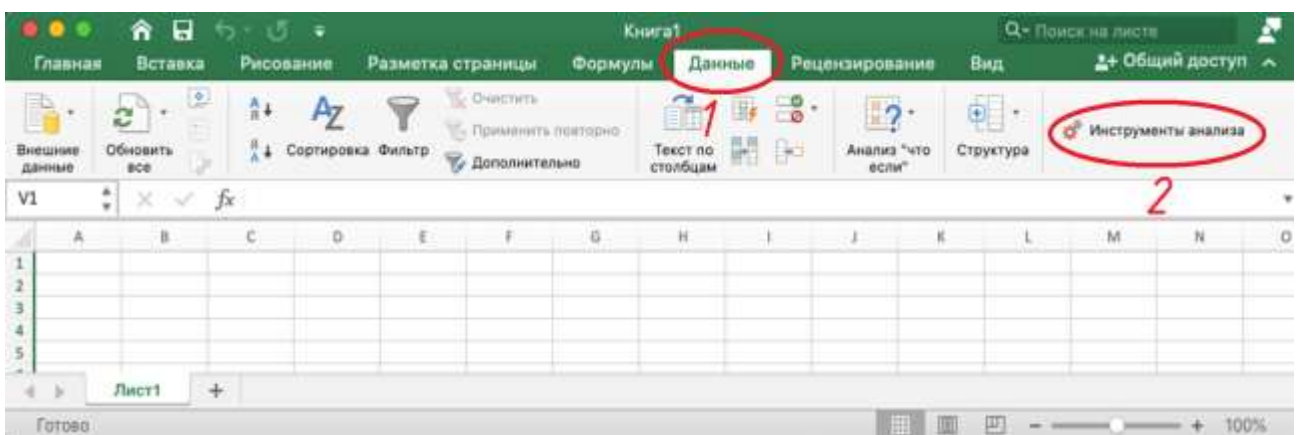 Книга1
Поиск на листе
Главная Вставка Рисование Разметка страницы Формулы Данные Рецензирование Вид Общий доступ
1
Внешние данные
Обновить все
Сортировка
Фильтр
Очистить
Применить повторно
Дополнительно
Текст по столбцам
Анализ "что если"
Структура
Инструменты анализа
2
V1 fx
A B C D E F G H I J K L M N O
1
2
3
4
5
Лист1 +
Готово 100%